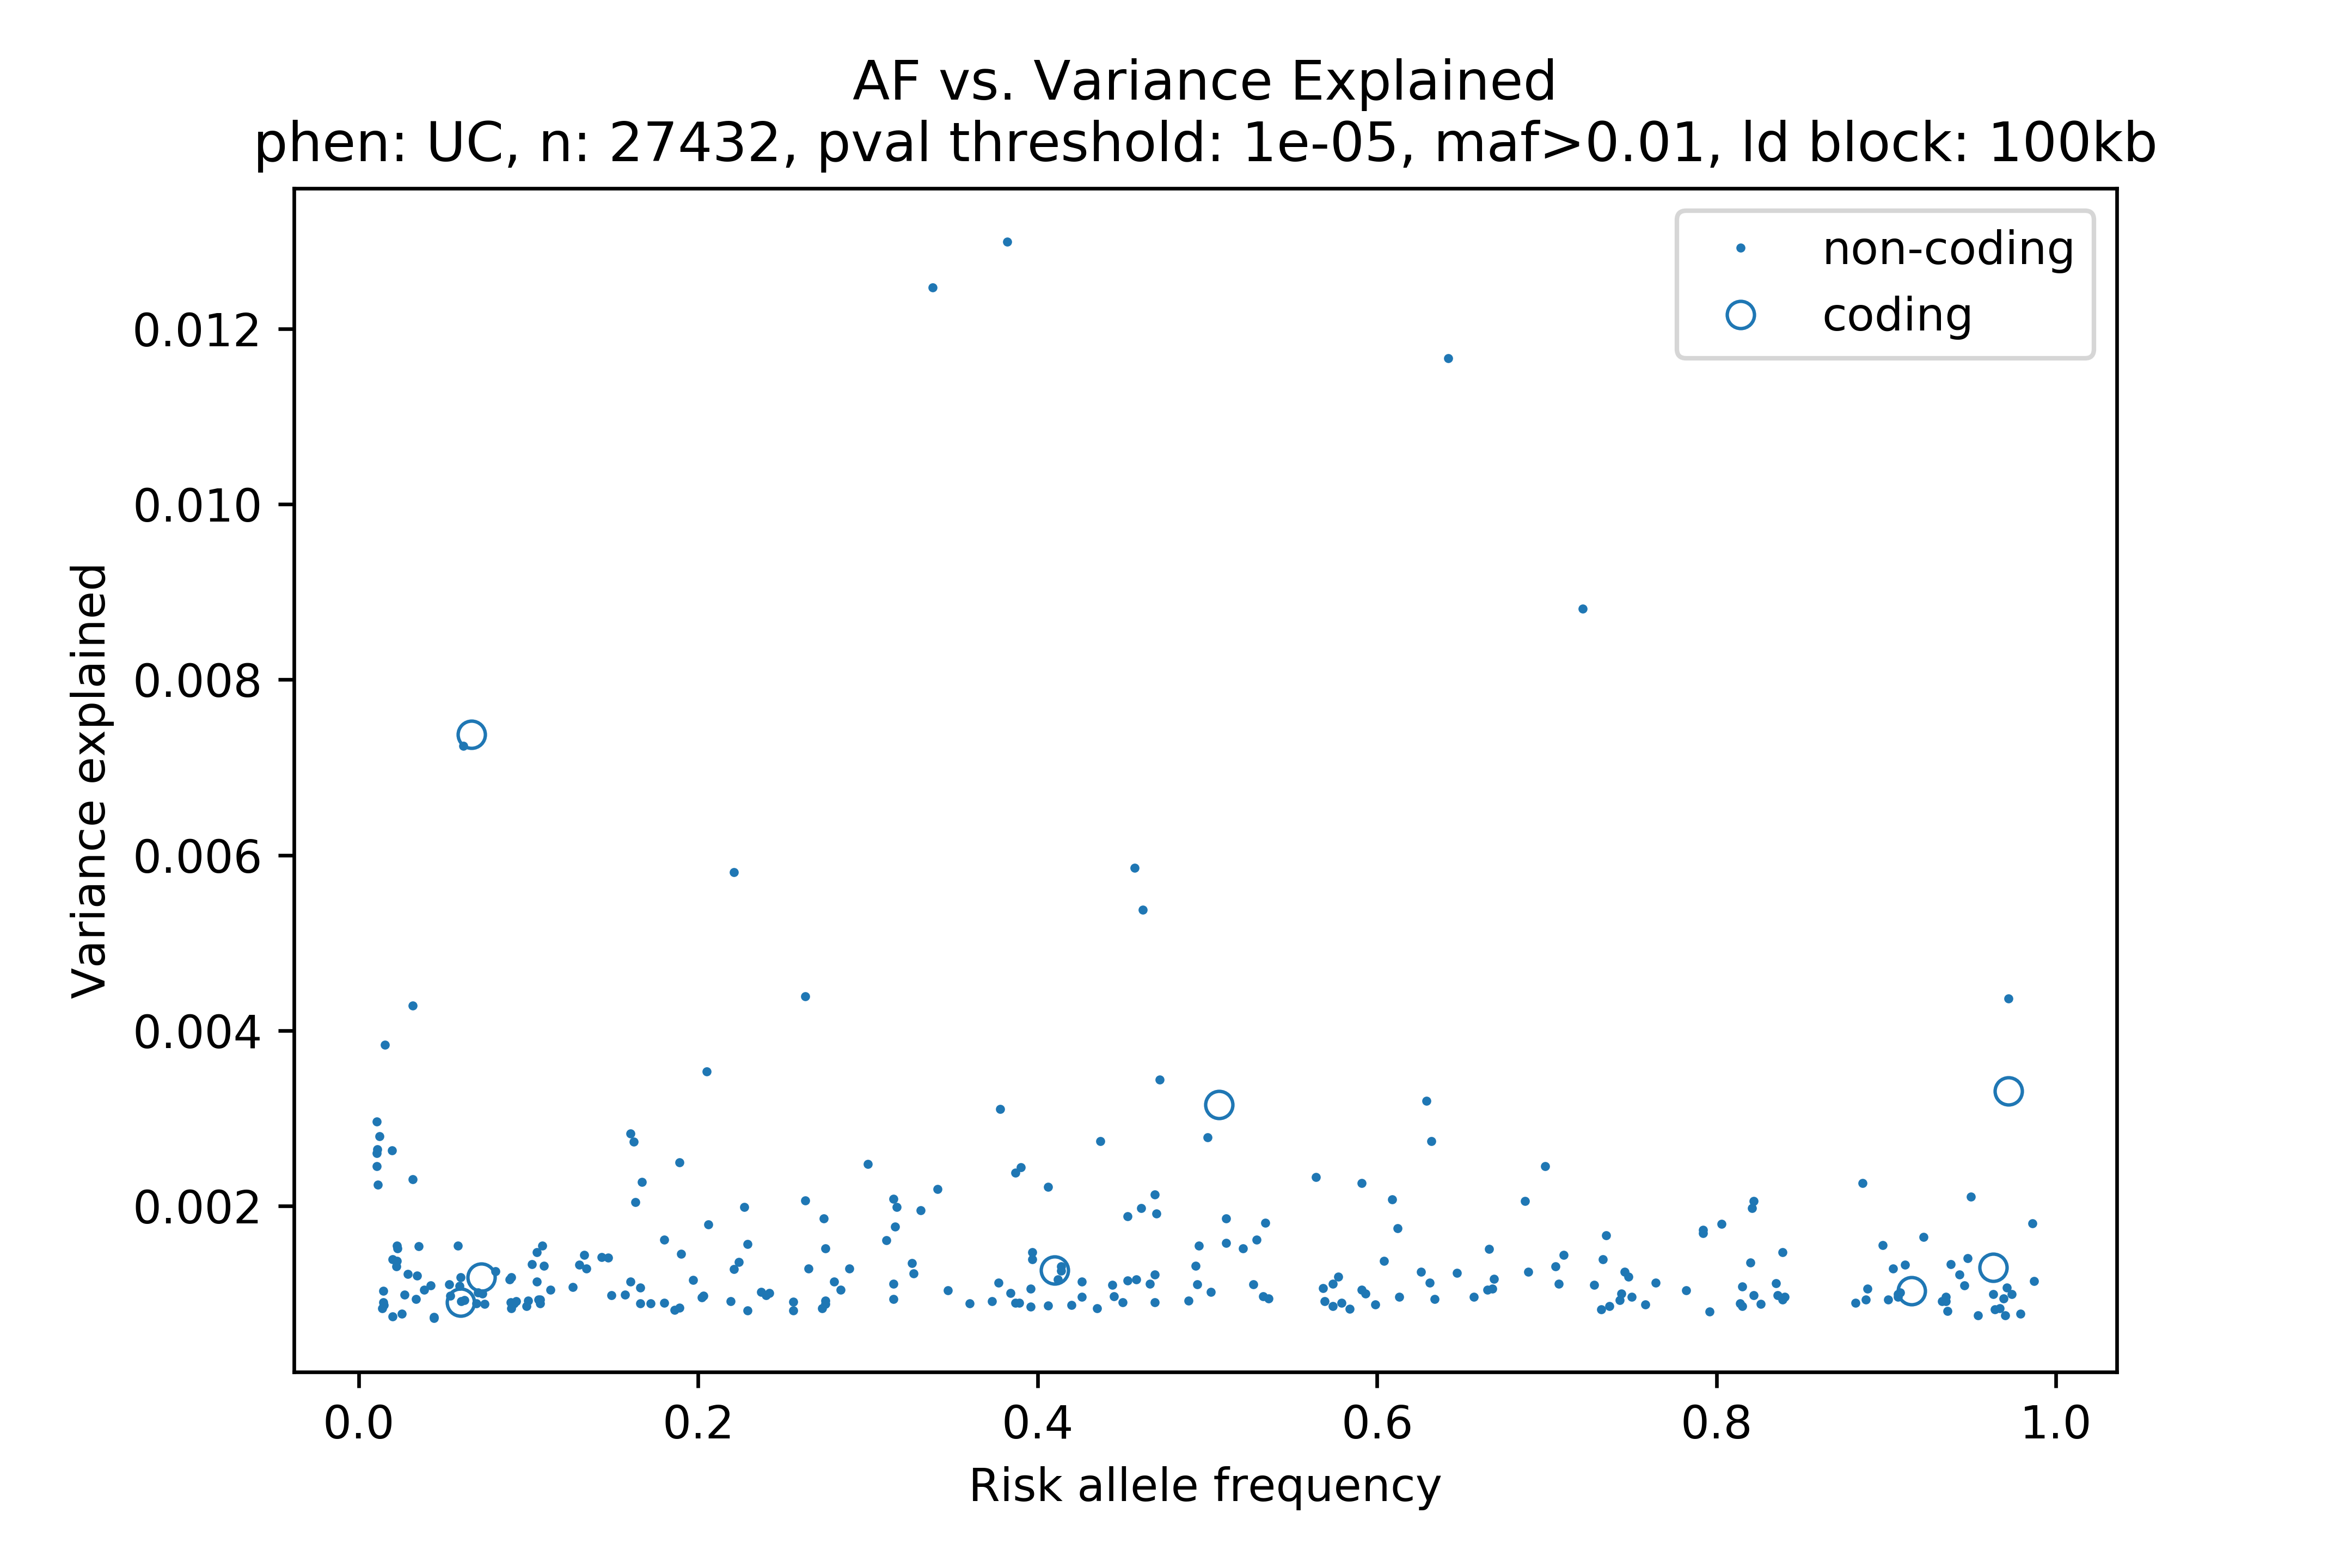 AF vs. Variance Explained
phen: UC, n: 27432, pval threshold: 1e-05, maf>0.01, ld block: 100kb
non-coding
coding
0.012
0.010
0.008
0.006
0.004
0.002
Variance explained
0.0 0.2 0.4 0.6 0.8 1.0
Risk allele frequency